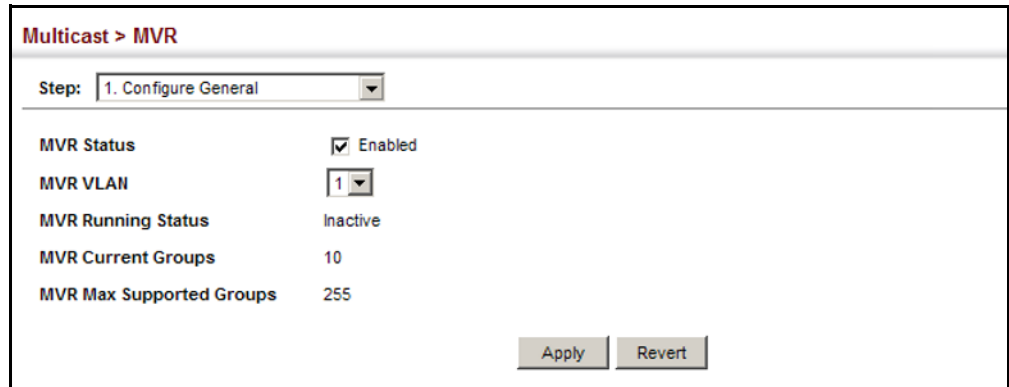 Multicast > MVR
Step: 1. Configure General
MVR Status Enabled
MVR VLAN 1
MVR Running Status Inactive
MVR Current Groups 10
MVR Max Supported Groups 255
Apply Revert